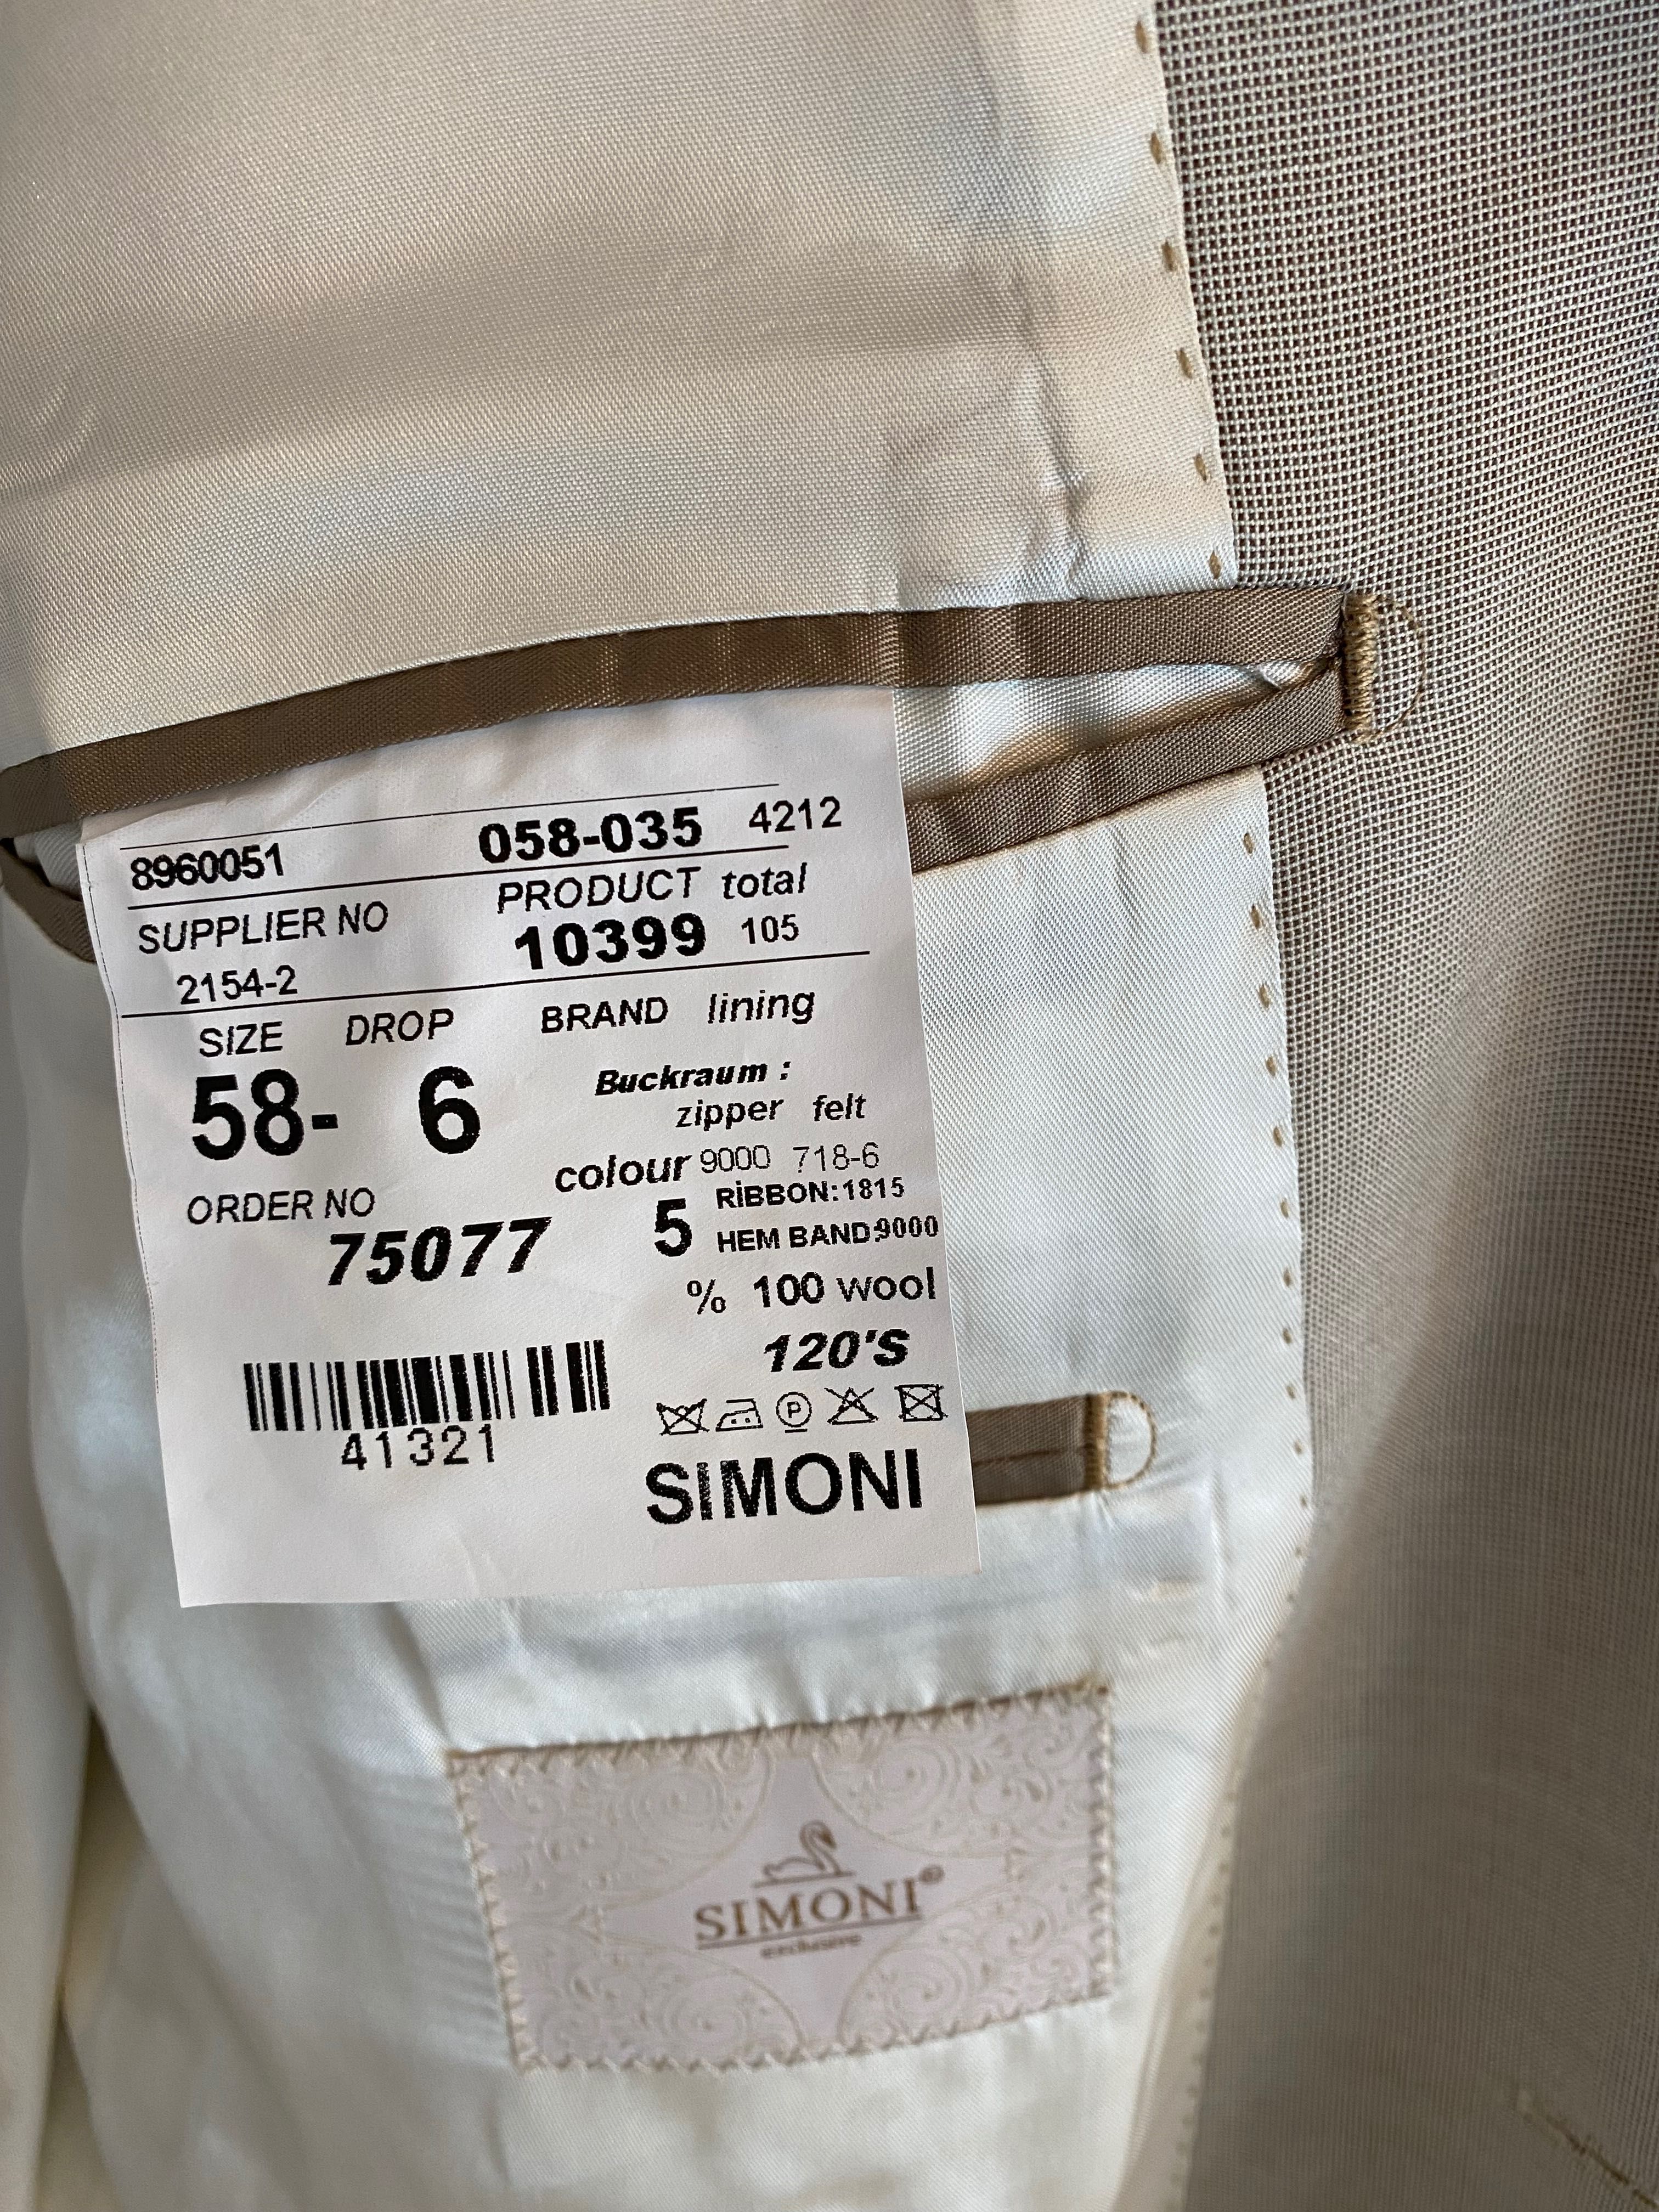 8960051 058-035 4212
SUPPLIER NO PRODUCT total
2154-2 10399 105
SIZE DROP BRAND lining
58- 6 Buckraum :
zipper felt
colour 9000 718-6
ORDER NO 5 RİBBON:1815
75077 HEM BAND:9000
% 100 wool
120'S
P
41321
SIMONI
SIMONI®
exclusive